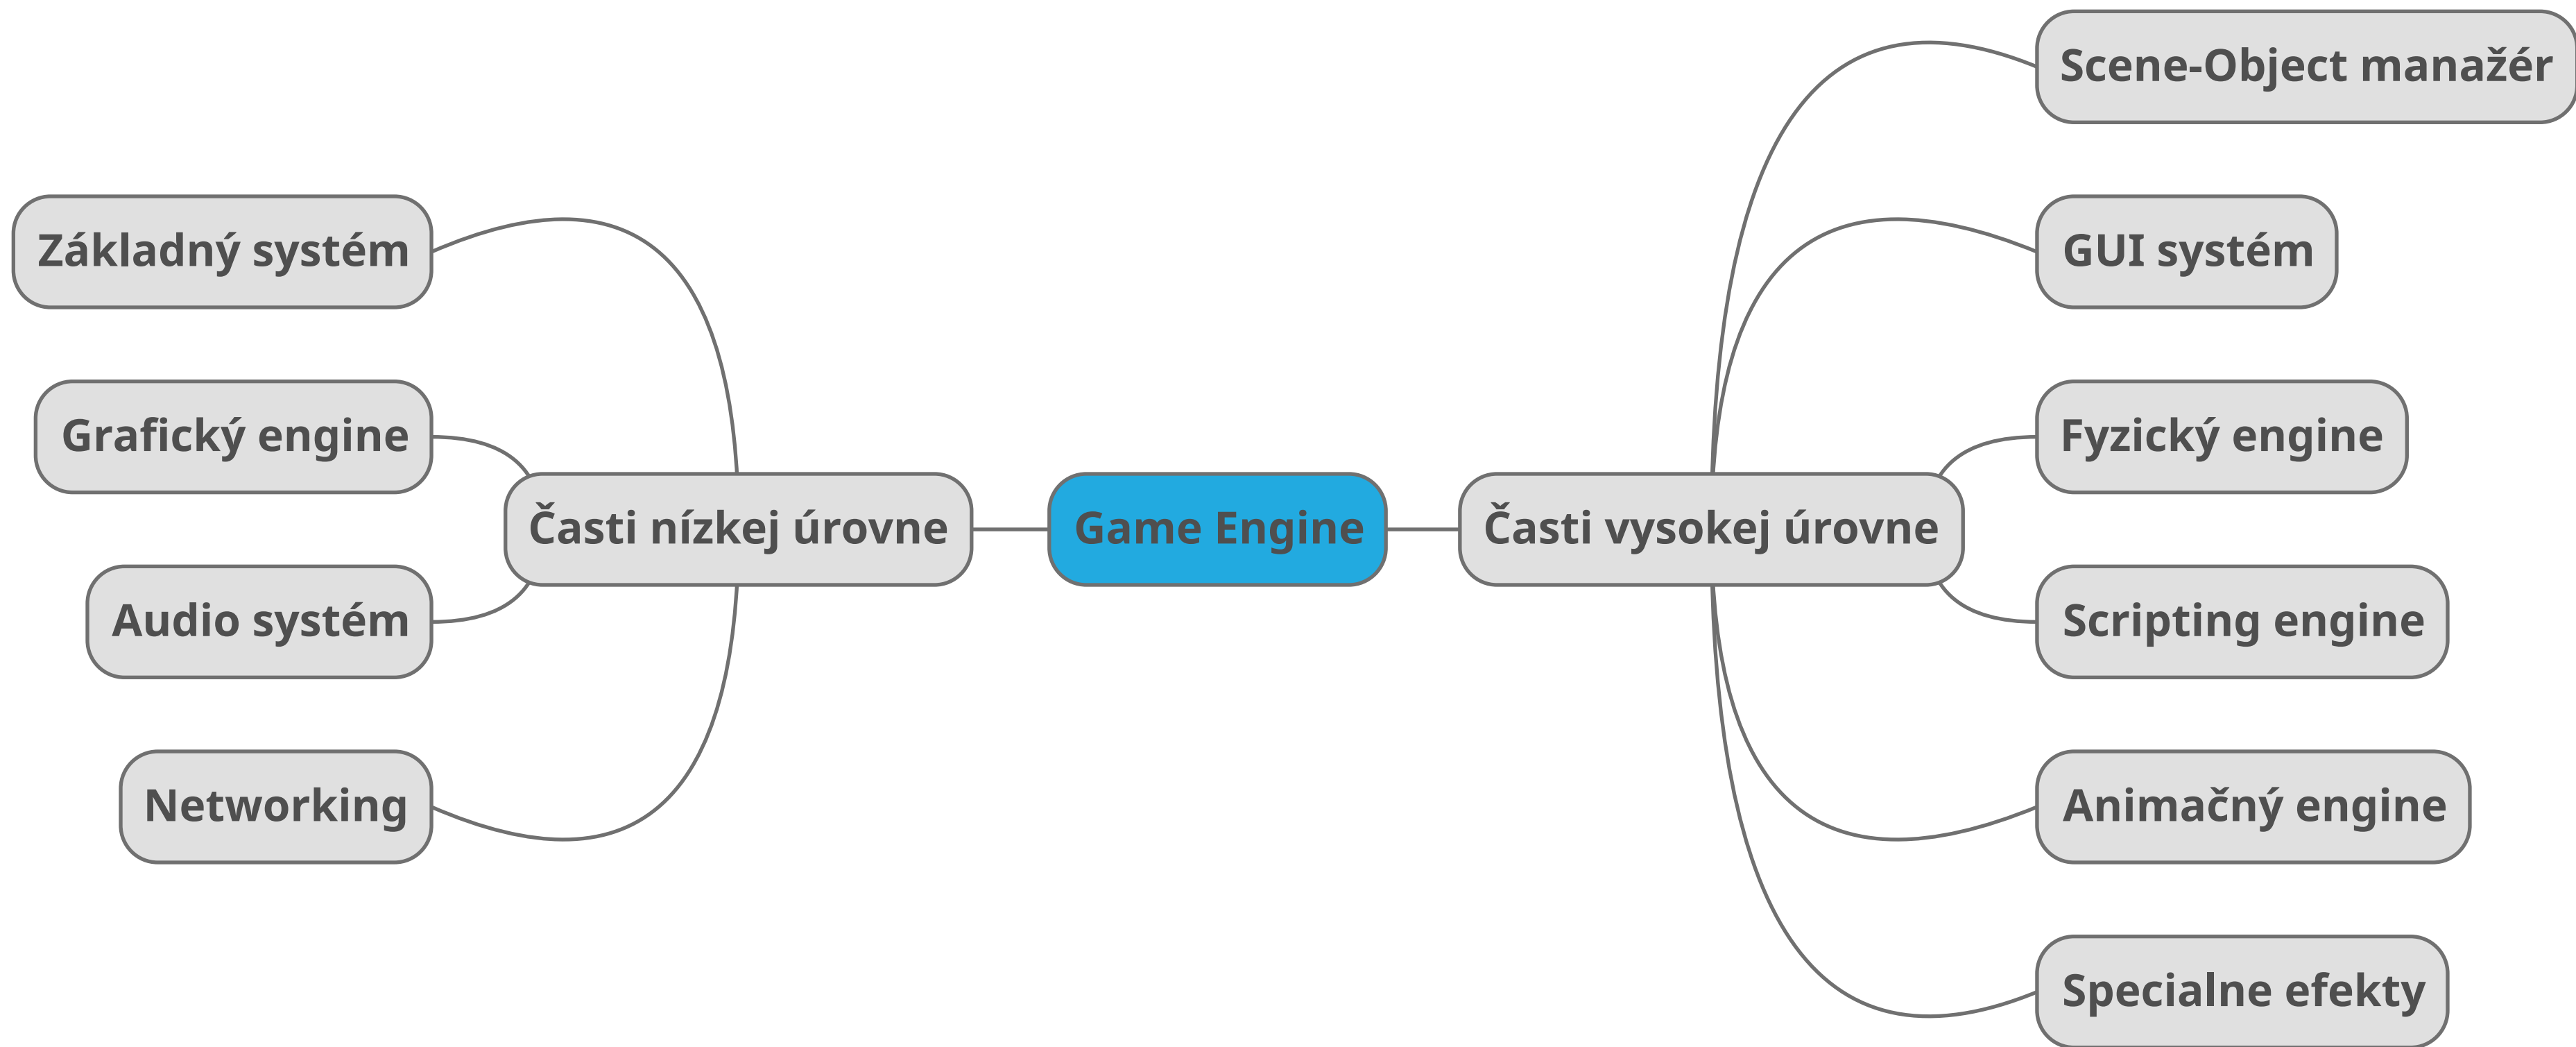 Scene-Object manažér
Základný systém
GUI systém
Grafický engine
Fyzický engine
Časti nízkej úrovne
Game Engine
Časti vysokej úrovne
Audio systém
Scripting engine
Networking
Animačný engine
Specialne efekty